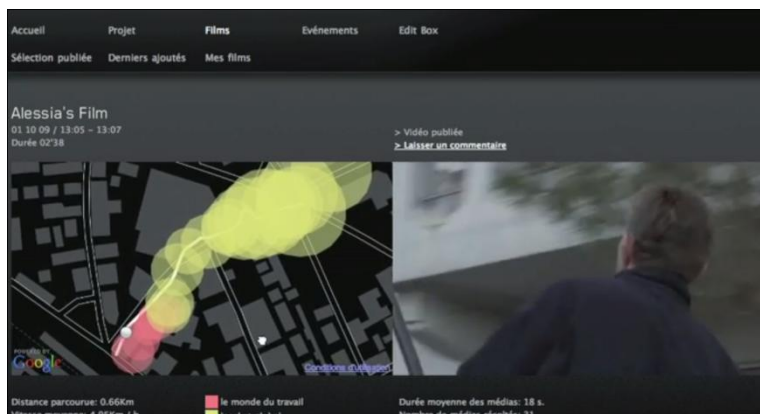 Accueil Projet Films Evénements Edit Box
Sélection publiée Derniers ajoutés Mes films
Alessia's Film
01 10 09 / 13:05 – 13:07
Durée 02'38
> Vidéo publiée
> Laisser un commentaire
POWERED BY
Google
Conditions d'utilisation
Distance parcourue: 0.66Km
le monde du travail
Durée moyenne des médias: 18 s.